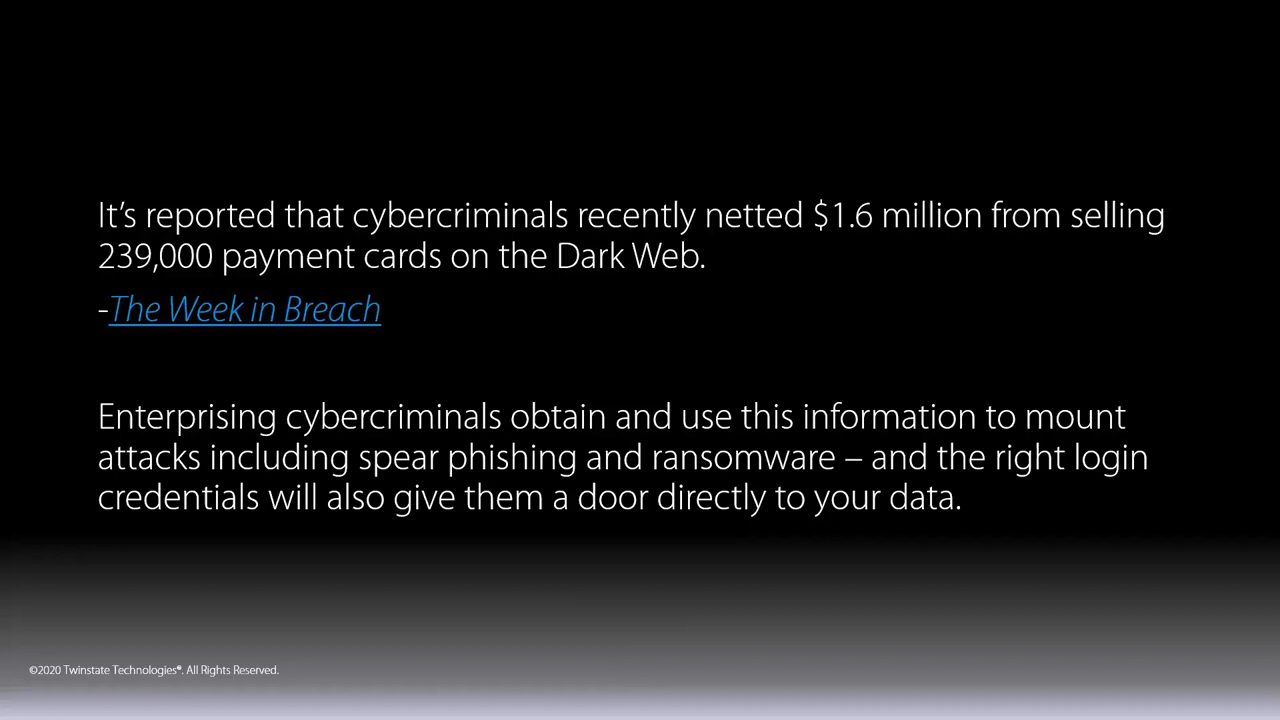 It’s reported that cybercriminals recently netted $1.6 million from selling
239,000 payment cards on the Dark Web.
-The Week in Breach
Enterprising cybercriminals obtain and use this information to mount
attacks including spear phishing and ransomware – and the right login
credentials will also give them a door directly to your data.
©2020 Twinstate Technologies®. All Rights Reserved.